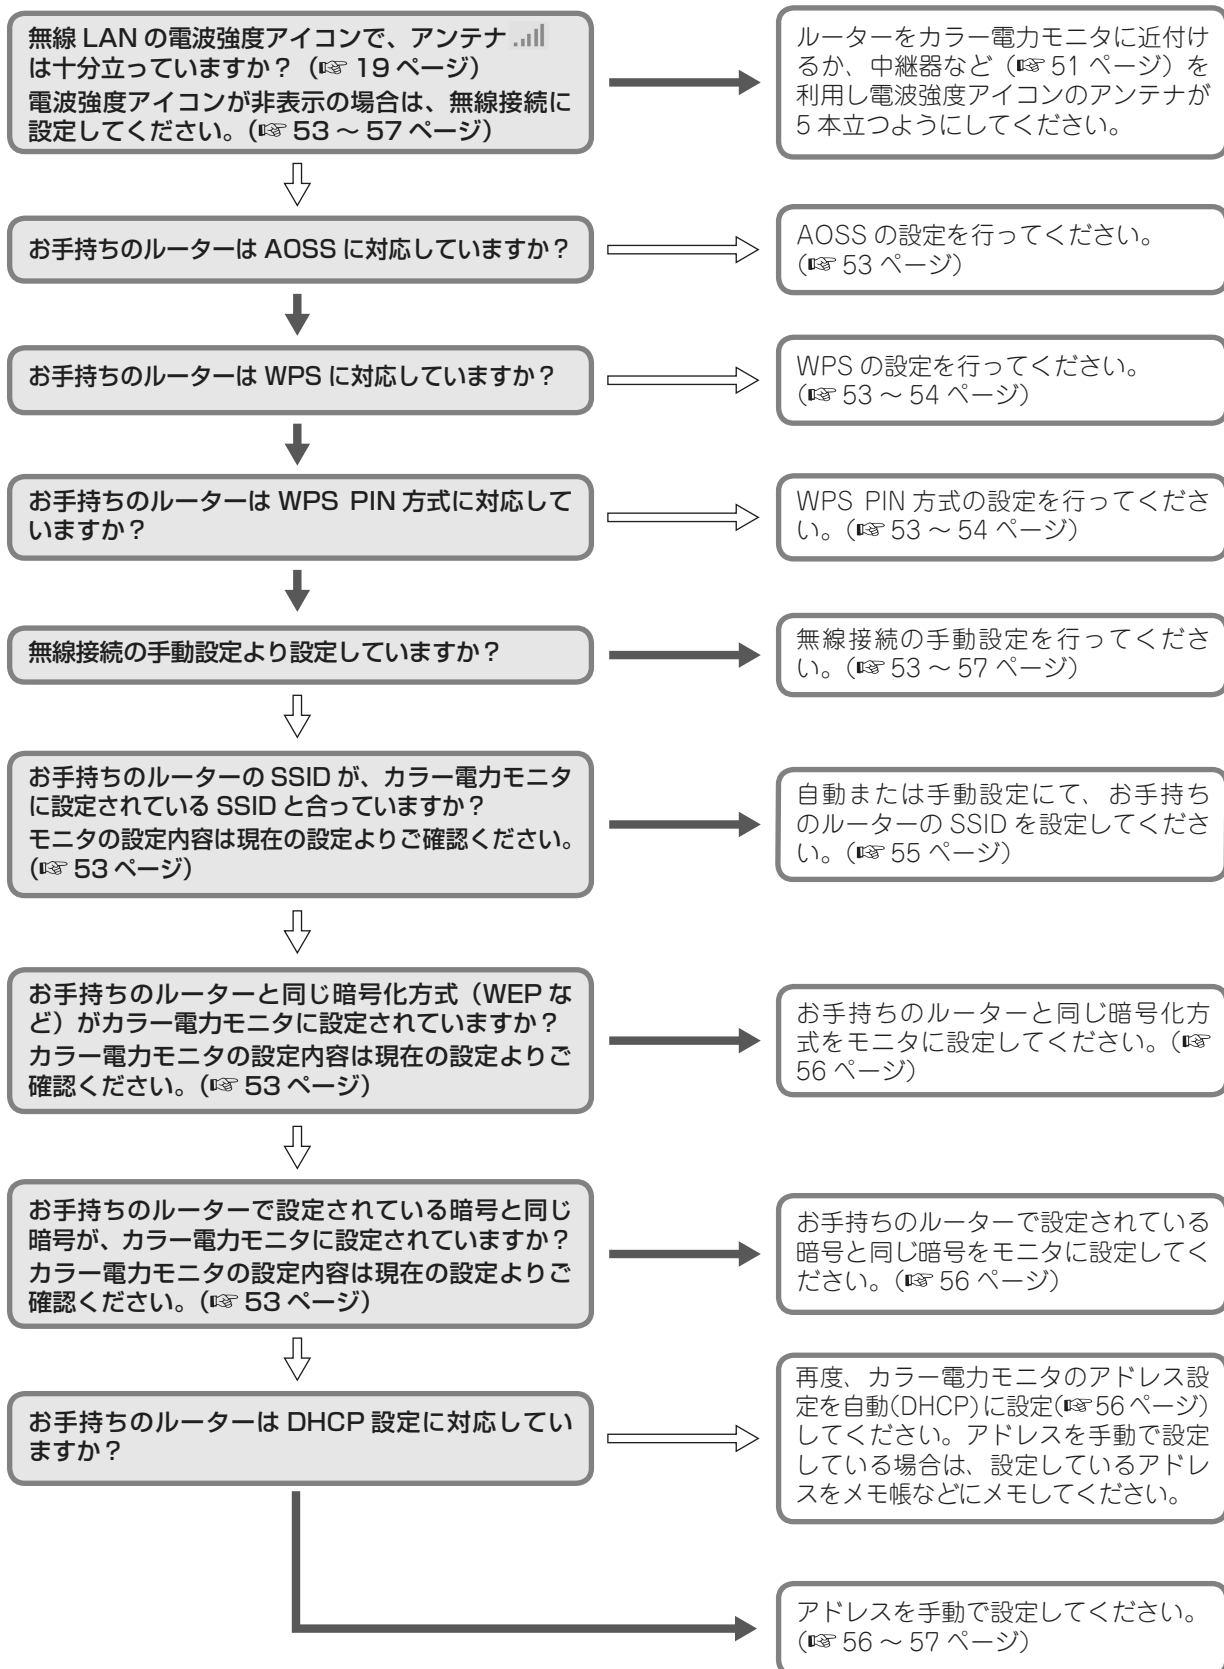 無線 LAN の電波強度アイコンで、アンテナ
は十分立っていますか？（☞ 19 ページ）
電波強度アイコンが非表示の場合は、無線接続に
設定してください。（☞ 53 ～ 57 ページ）
ルーターをカラー電力モニタに近付け
るか、中継器など（☞ 51 ページ）を
利用し電波強度アイコンのアンテナが
5 本立つようにしてください。
お手持ちのルーターは AOSS に対応していますか？
AOSS の設定を行ってください。
（☞ 53 ページ）
お手持ちのルーターは WPS に対応していますか？
WPS の設定を行ってください。
（☞ 53 ～ 54 ページ）
お手持ちのルーターは WPS PIN 方式に対応して
いますか？
WPS PIN 方式の設定を行ってくださ
い。（☞ 53 ～ 54 ページ）
無線接続の手動設定より設定していますか？
無線接続の手動設定を行ってくださ
い。（☞ 53 ～ 57 ページ）
お手持ちのルーターの SSID が、カラー電力モニタ
に設定されている SSID と合っていますか？
モニタの設定内容は現在の設定よりご確認ください。
（☞ 53 ページ）
自動または手動設定にて、お手持ち
のルーターの SSID を設定してくださ
い。（☞ 55 ページ）
お手持ちのルーターと同じ暗号化方式（WEP な
ど）がカラー電力モニタに設定されていますか？
カラー電力モニタの設定内容は現在の設定よりご
確認ください。（☞ 53 ページ）
お手持ちのルーターと同じ暗号化方
式をモニタに設定してください。（☞
56 ページ）
お手持ちのルーターで設定されている暗号と同じ
暗号が、カラー電力モニタに設定されていますか？
カラー電力モニタの設定内容は現在の設定よりご
確認ください。（☞ 53 ページ）
お手持ちのルーターで設定されている
暗号と同じ暗号をモニタに設定してく
ださい。（☞ 56 ページ）
お手持ちのルーターは DHCP 設定に対応してい
ますか？
再度、カラー電力モニタのアドレス設
定を自動（DHCP）に設定（☞56 ページ）
してください。アドレスを手動で設定
している場合は、設定しているアドレ
スをメモ帳などにメモしてください。
アドレスを手動で設定してください。
（☞ 56 ～ 57 ページ）